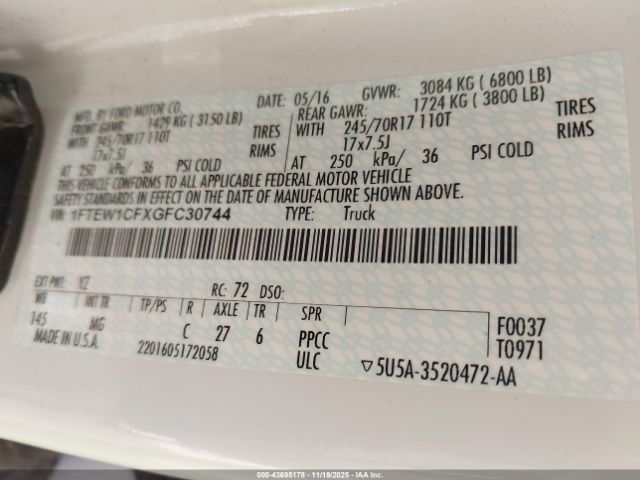 MFD. BY FORD MOTOR CO.
DATE: 05/16 GVWR: 3084 KG ( 6800 LB)
FRONT GAWR: 1429 KG ( 3150 LB)
REAR GAWR: 1724 KG ( 3800 LB)
WITH 245/70R17 110T TIRES
WITH 245/70R17 110T TIRES
17x7.5J RIMS
17x7.5J RIMS
AT 250 kPa/ 36 PSI COLD
AT 250 kPa/ 36 PSI COLD
THIS VEHICLE CONFORMS TO ALL APPLICABLE FEDERAL MOTOR VEHICLE
SAFETY STANDARDS IN EFFECT ON THE DATE OF MANUFACTURE SHOWN ABOVE.
VIN: 1FTEW1CFXGFC30744 TYPE: Truck
EXT PNT: YZ RC: 72 DSO:
WB INT TR TP/PS R AXLE TR SPR
145 MG C 27 6 PPCC F0037
MADE IN U.S.A. 2201605172058 ULC T0971
▽5U5A-3520472-AA
000-43695178 - 11/19/2025 - IAA, Inc.